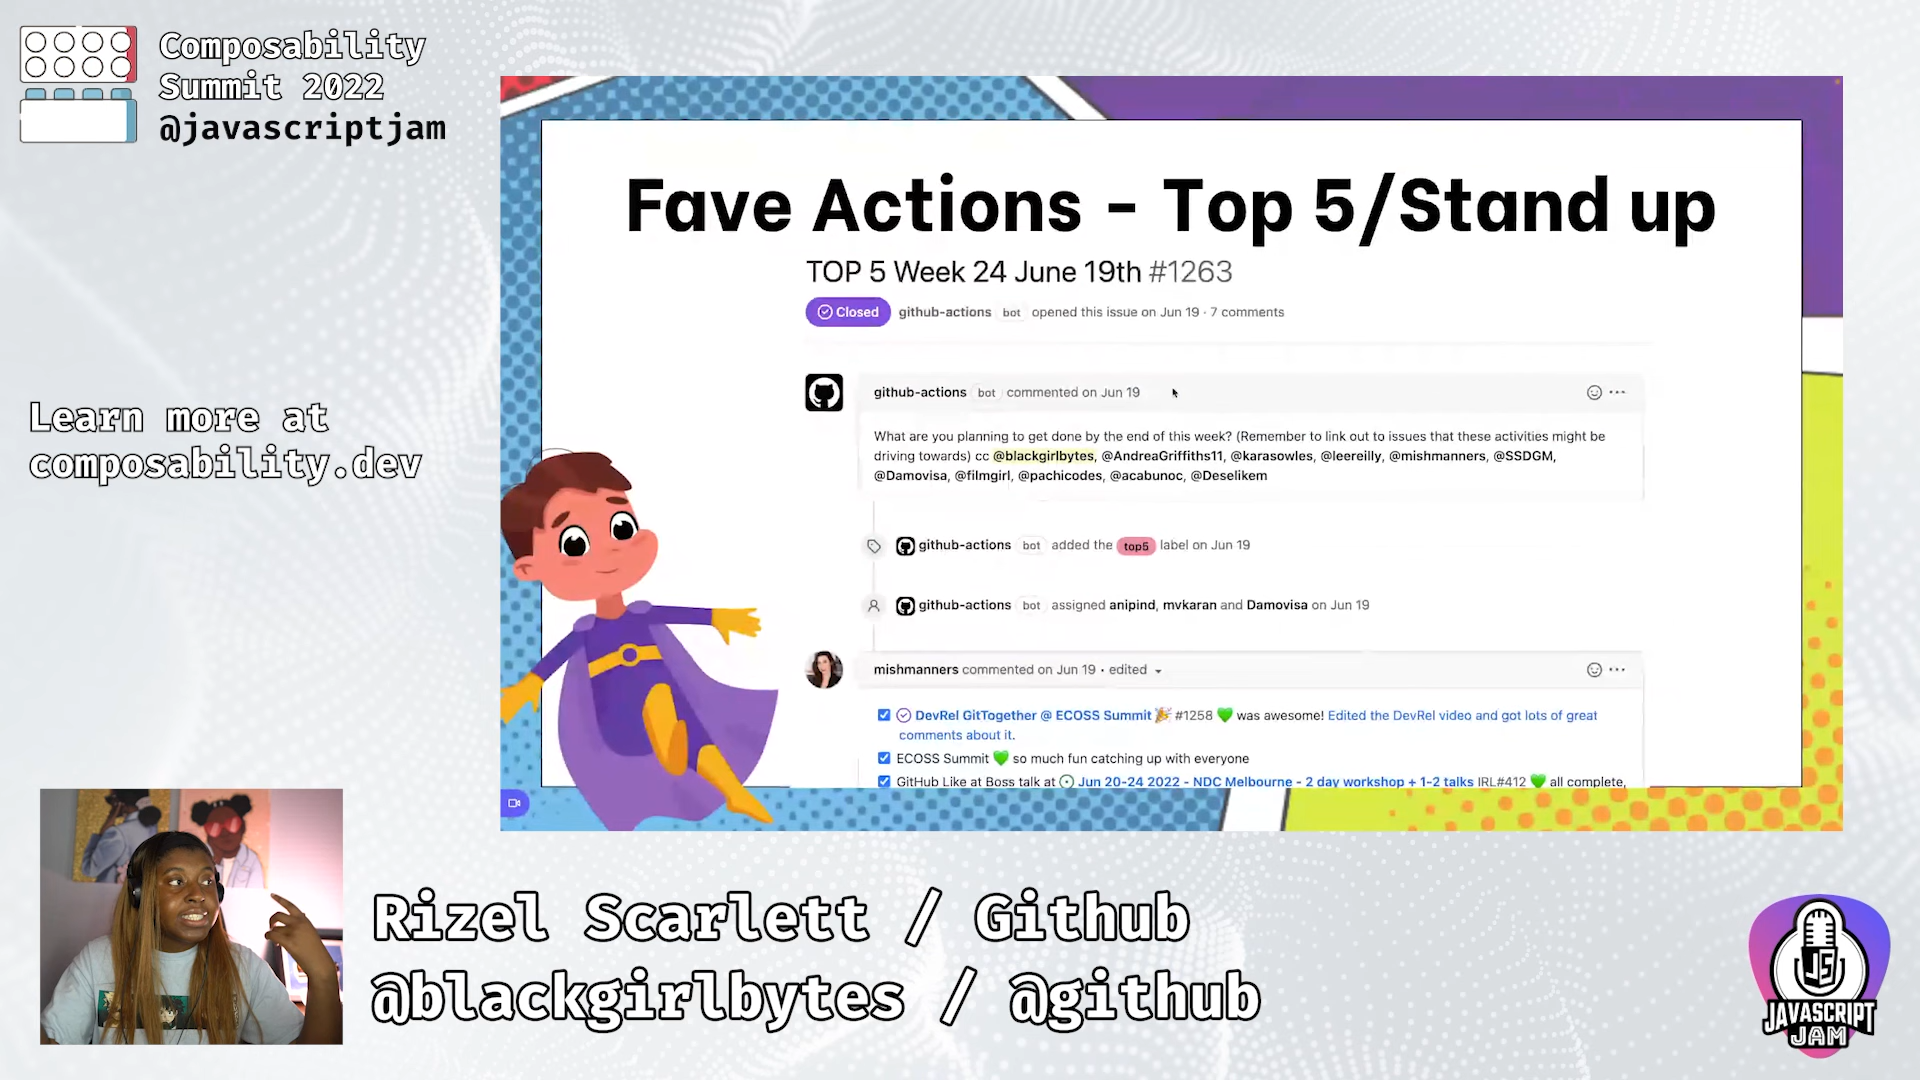 Composability
Summit 2022
@javascriptjam
Learn more at
composability.dev
Fave Actions - Top 5/Stand up
TOP 5 Week 24 June 19th #1263
Closed github-actions bot opened this issue on Jun 19 · 7 comments
github-actions bot commented on Jun 19
What are you planning to get done by the end of this week? (Remember to link out to issues that these activities might be
driving towards) cc @blackgirlbytes, @AndreaGriffiths11, @karasowles, @leereilly, @mishmanners, @SSDGM,
@Damovisa, @filmgirl, @pachicodes, @acabunoc, @Deselikem
github-actions bot added the top5 label on Jun 19
github-actions bot assigned anipind, mvkaran and Damovisa on Jun 19
mishmanners commented on Jun 19 • edited
DevRel GitTogether @ ECOSS Summit 🎉 #1258 💚 was awesome! Edited the DevRel video and got lots of great
comments about it.
ECOSS Summit 💚 so much fun catching up with everyone
GitHub Like at Boss talk at Jun 20-24 2022 - NDC Melbourne - 2 day workshop + 1-2 talks IRL#412 💚 all complete,
Rizel Scarlett / Github
@blackgirlbytes / @github
JS
JAVASCRIPT
JAM